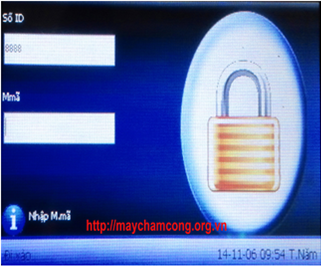 Số ID
8888
Mmã
Nhập M.mã
http://maychamcong.org.vn
14-11-06 09:54 T.Năm